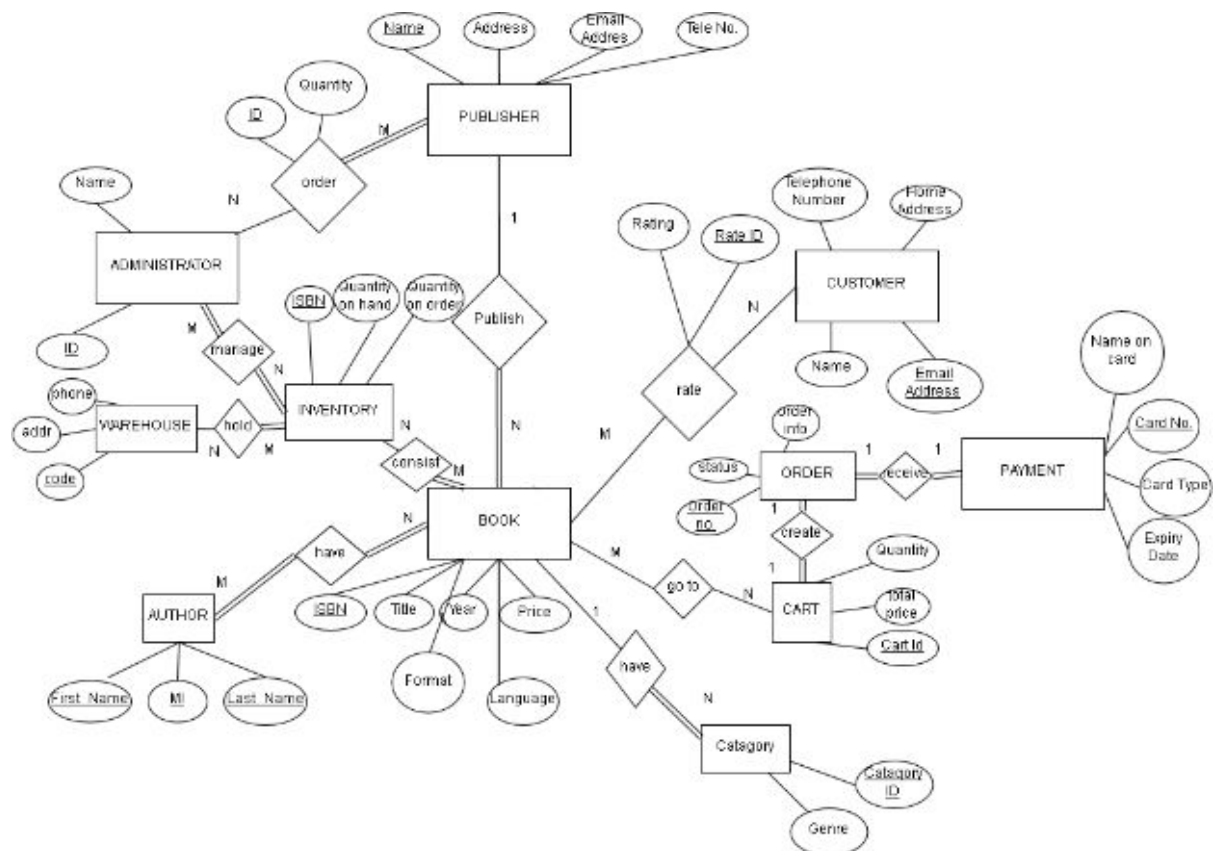 Name
Address
Email
Addres
Tele No.
Quantity
ID
PUBLISHER
M
order
Name
N
Telephone
Number
Home
Address
1
Rating
Rate ID
ADMINISTRATOR
ISBN
Quantity
on hand
Quantity
on order
CUSTOMER
N
Publish
M
manage
ID
Name
Email
Address
Name on
card
N
phone
rate
INVENTORY
WAREHOUSE
hold
addr
N
M
N
order
info
Card No.
M
N
consist
M
status
ORDER
1
1
receive
PAYMENT
code
Card Type
order
no.
1
create
BOOK
N
have
Quantity
Expiry
Date
M
M
1
go to
N
CART
total
price
AUTHOR
ISBN
Title
Year
Price
1
Cart Id
have
First_Name
MI
Last_Name
Format
Language
N
Catagory
Catagory
ID
Genre